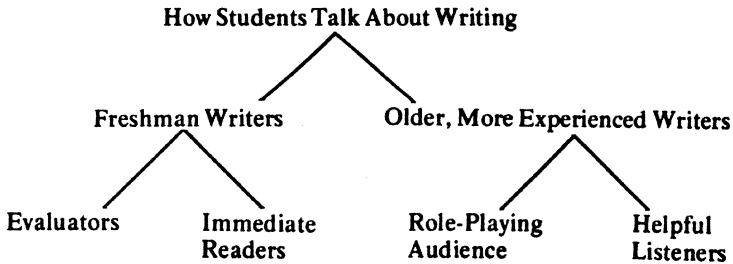 How Students Talk About Writing
Freshman Writers
Older, More Experienced Writers
Evaluators
Immediate
Readers
Role-Playing
Audience
Helpful
Listeners